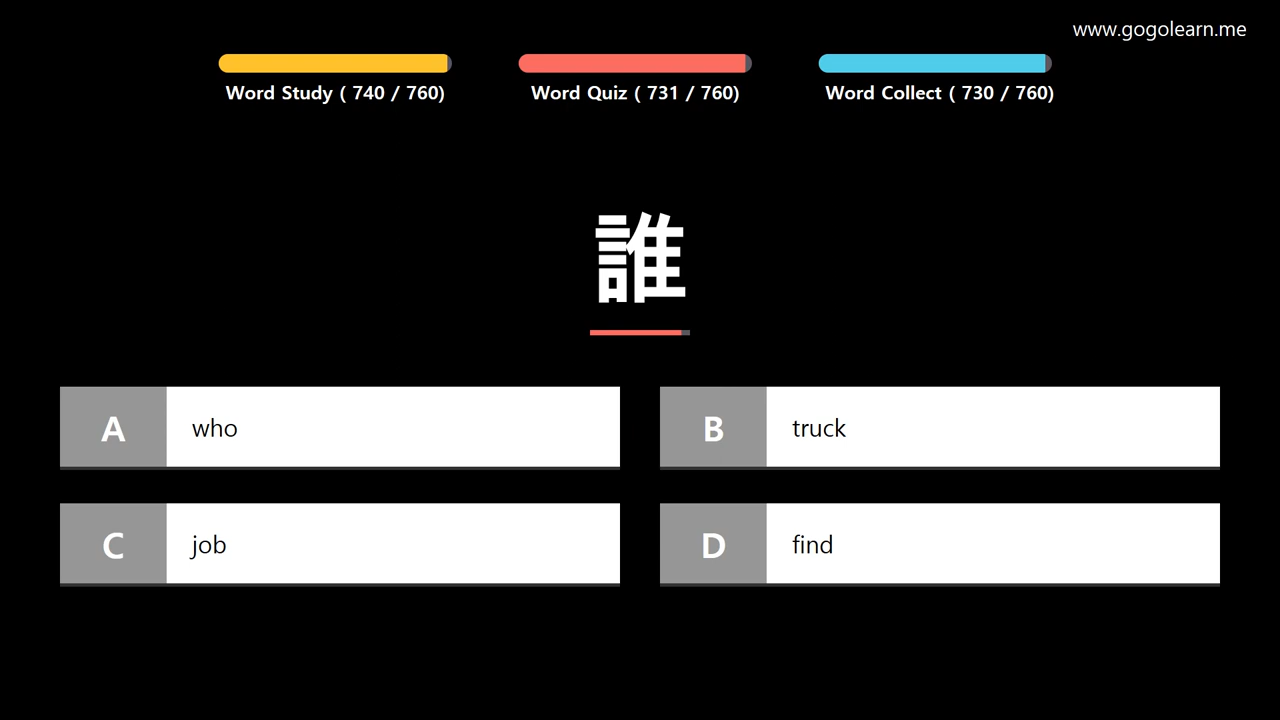 www.gogolearn.me
Word Study ( 740 / 760)
Word Quiz ( 731 / 760)
Word Collect ( 730 / 760)
誰
A who
B truck
C job
D find